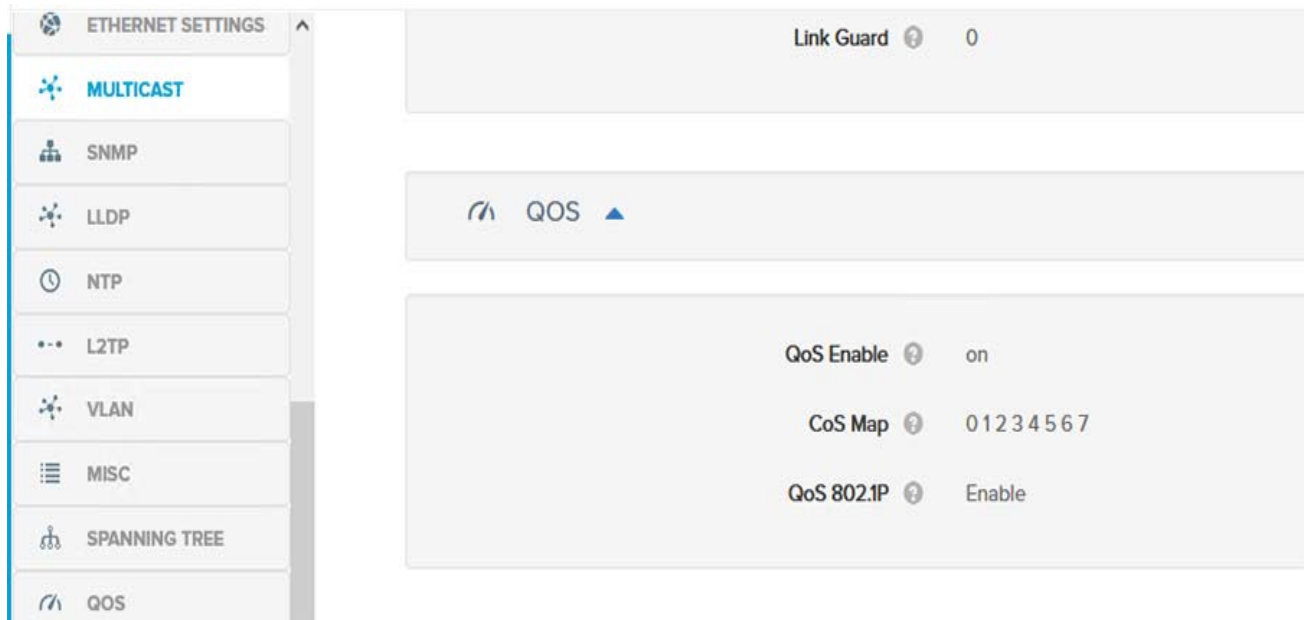 ETHERNET SETTINGS
MULTICAST
SNMP
LLDP
NTP
L2TP
VLAN
MISC
SPANNING TREE
QOS
Link Guard ? 0
QOS
QoS Enable ? on
CoS Map ? 0 1 2 3 4 5 6 7
QoS 802.1P ? Enable